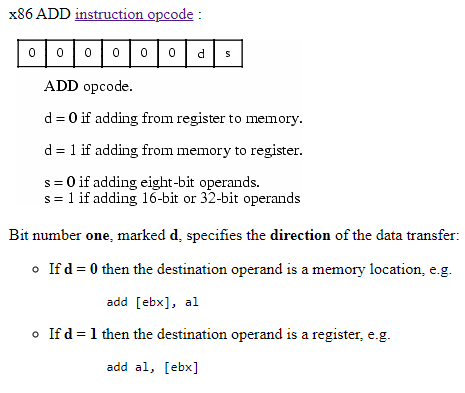 x86 ADD instruction opcode :
0 0 0 0 0 0 d s
ADD opcode.
d = 0 if adding from register to memory.
d = 1 if adding from memory to register.
s = 0 if adding eight-bit operands.
s = 1 if adding 16-bit or 32-bit operands
Bit number one, marked d, specifies the direction of the data transfer:
If d = 0 then the destination operand is a memory location, e.g.
add [ebx], al
If d = 1 then the destination operand is a register, e.g.
add al, [ebx]